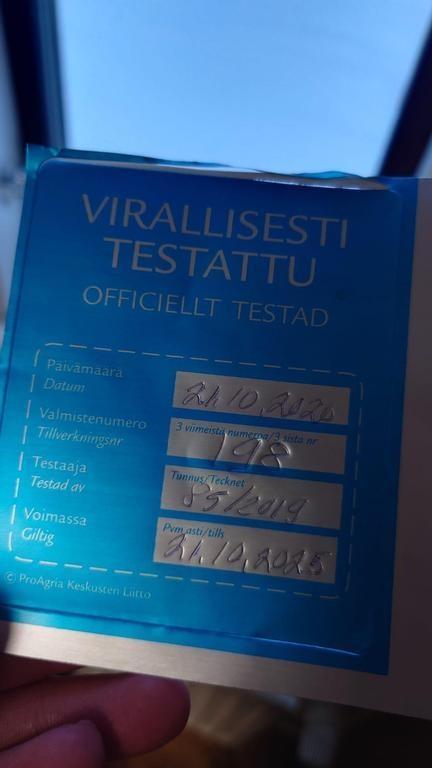 VIRALLISESTI
TESTATTU
OFFICIELLT TESTAD
Päivämäärä
Datum
21.10.2020
Valmistenumero
Tillverkningsnr
3 viimeistä numeroa/3 sista nr
198
Testaaja
Testad av
Tunnus/Tecknet
85/2019
Voimassa
Giltig
Pvm asti/tills
21.10.2025
© ProAgria Keskusten Liitto